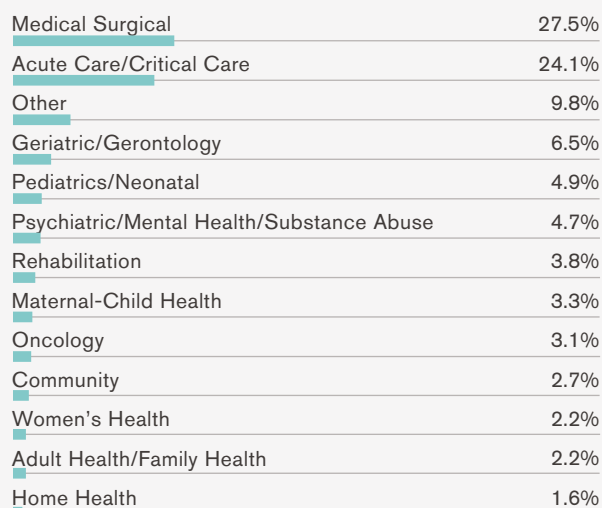 Medical Surgical 27.5%
Acute Care/Critical Care 24.1%
Other 9.8%
Geriatric/Gerontology 6.5%
Pediatrics/Neonatal 4.9%
Psychiatric/Mental Health/Substance Abuse 4.7%
Rehabilitation 3.8%
Maternal-Child Health 3.3%
Oncology 3.1%
Community 2.7%
Women’s Health 2.2%
Adult Health/Family Health 2.2%
Home Health 1.6%